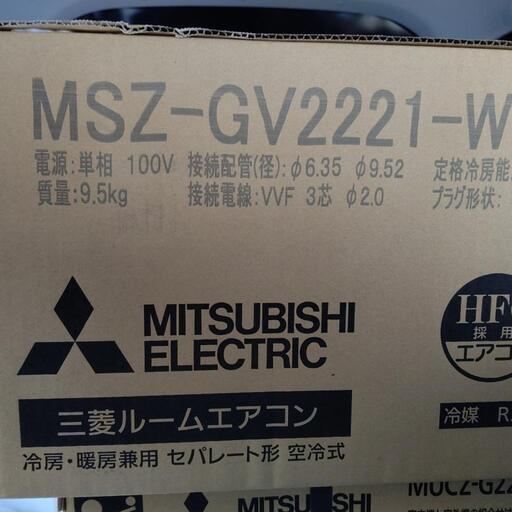 MSZ-GV2221-W
電源:単相 100V 接続配管(径):φ6.35 φ9.52 定格冷房能
質量:9.5kg 接続電線:VVF 3芯 φ2.0 プラグ形状:
MITSUBISHI
ELECTRIC
HF
採用
エアコ
三菱ルームエアコン
冷媒 R
冷房・暖房兼用 セパレート形 空冷式
MITSUBISHI
MUCZ-G22